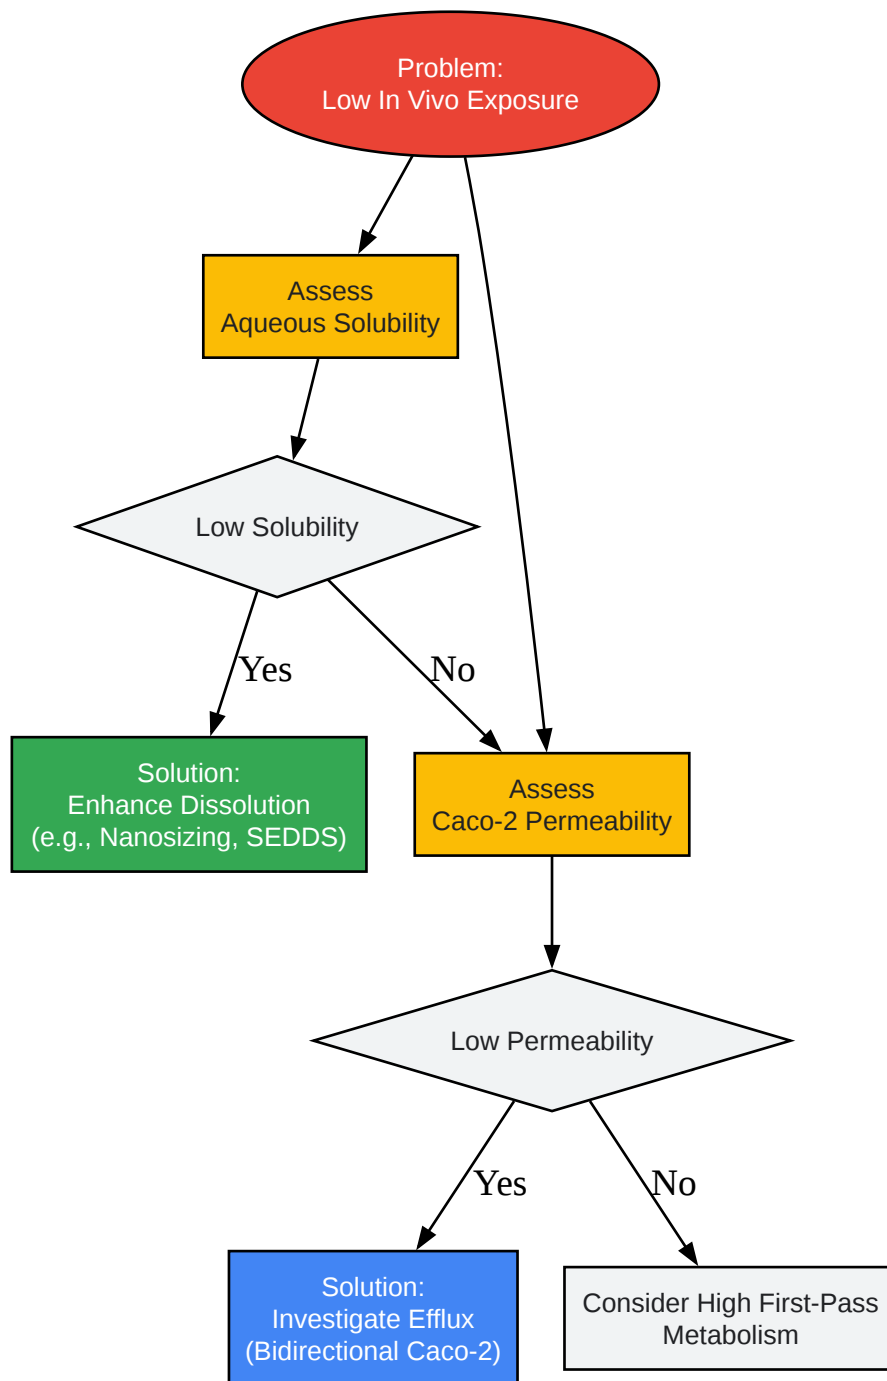 Problem:
Low In Vivo Exposure
Assess
Aqueous Solubility
Low Solubility
Yes
No
Solution:
Enhance Dissolution
(e.g., Nanosizing, SEDDS)
Assess
Caco-2 Permeability
Low Permeability
Yes
No
Solution:
Investigate Efflux
(Bidirectional Caco-2)
Consider High First-Pass
Metabolism